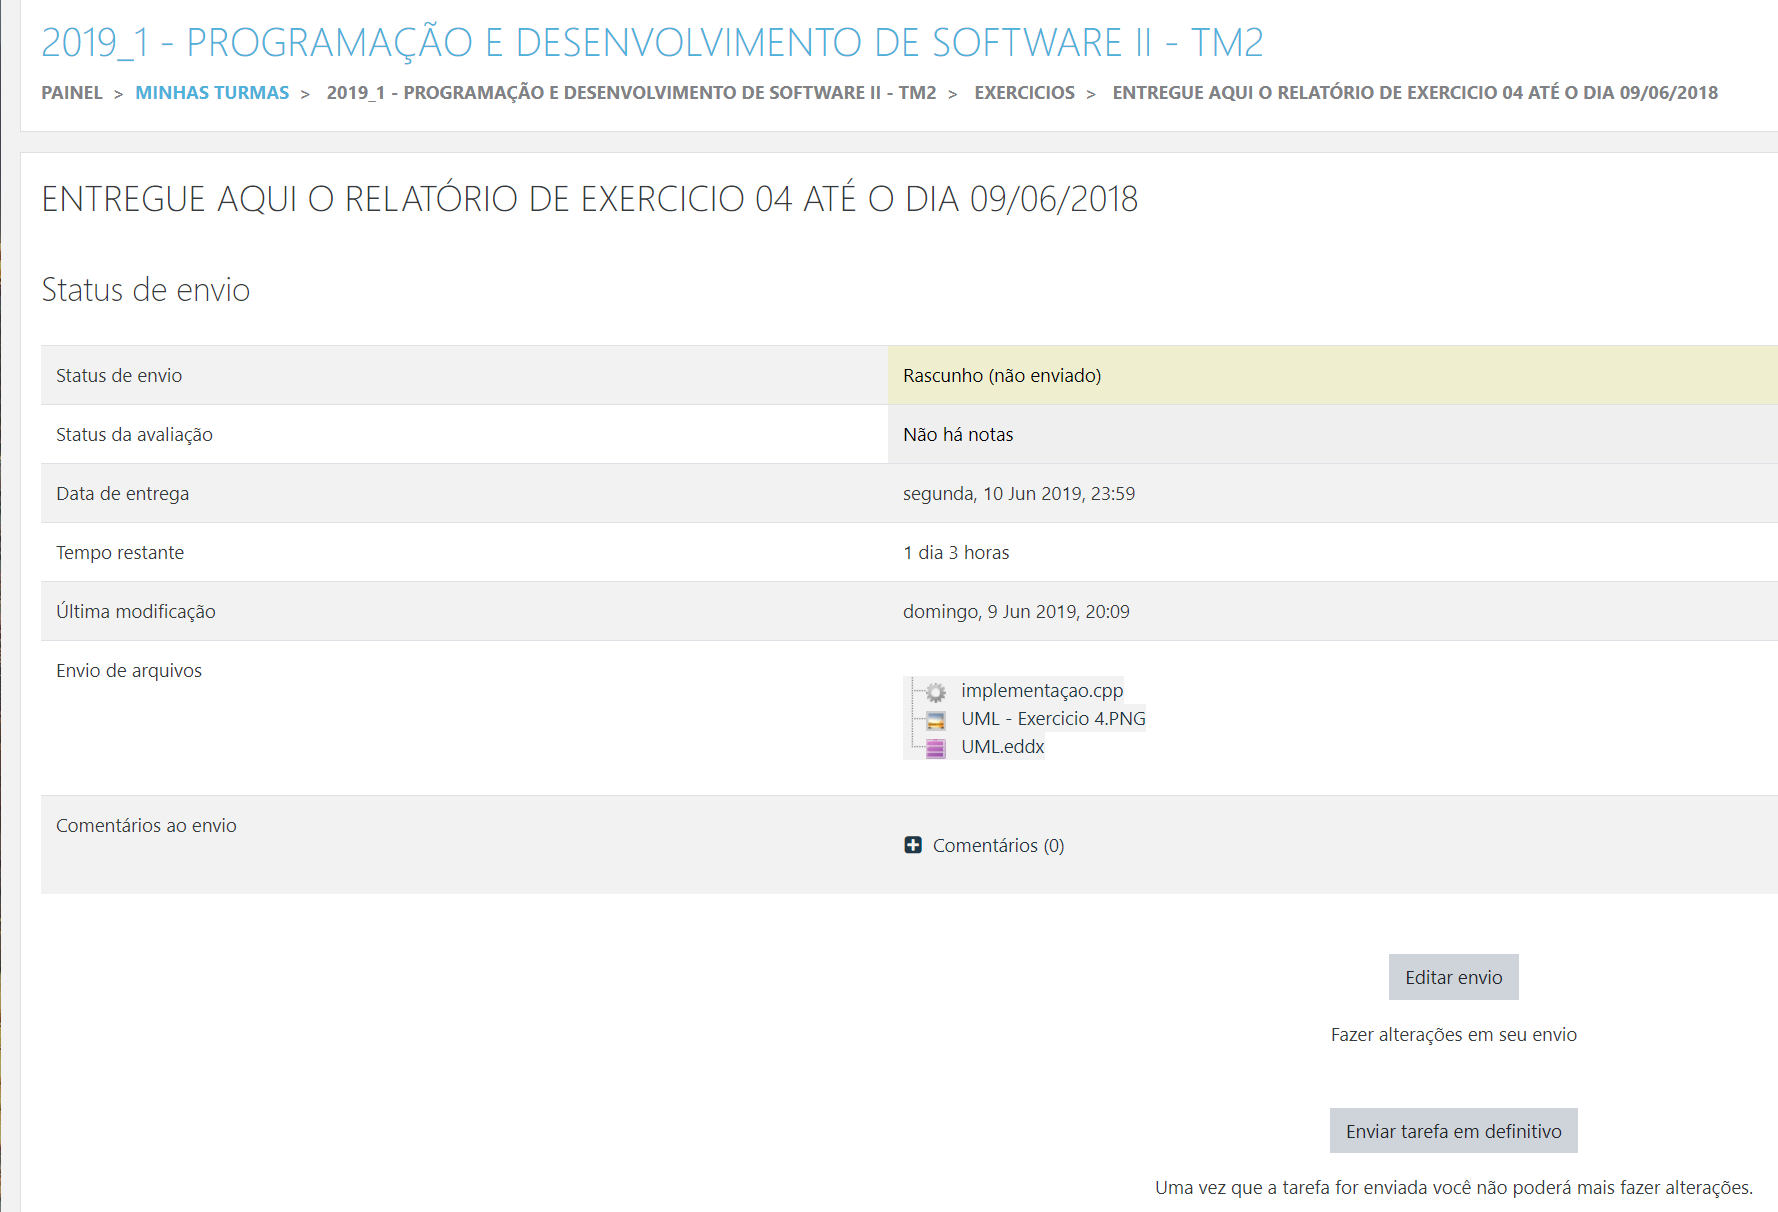 2019_1 - PROGRAMAÇÃO E DESENVOLVIMENTO DE SOFTWARE II - TM2
PAINEL > MINHAS TURMAS > 2019_1 - PROGRAMAÇÃO E DESENVOLVIMENTO DE SOFTWARE II - TM2 > EXERCICIOS > ENTREGUE AQUI O RELATÓRIO DE EXERCICIO 04 ATÉ O DIA 09/06/2018
ENTREGUE AQUI O RELATÓRIO DE EXERCICIO 04 ATÉ O DIA 09/06/2018
Status de envio
Status de envio Rascunho (não enviado)
Status da avaliação Não há notas
Data de entrega segunda, 10 Jun 2019, 23:59
Tempo restante 1 dia 3 horas
Última modificação domingo, 9 Jun 2019, 20:09
Envio de arquivos
implementaçao.cpp
UML - Exercicio 4.PNG
UML.eddx
Comentários ao envio
Comentários (0)
Editar envio
Fazer alterações em seu envio
Enviar tarefa em definitivo
Uma vez que a tarefa for enviada você não poderá mais fazer alterações.